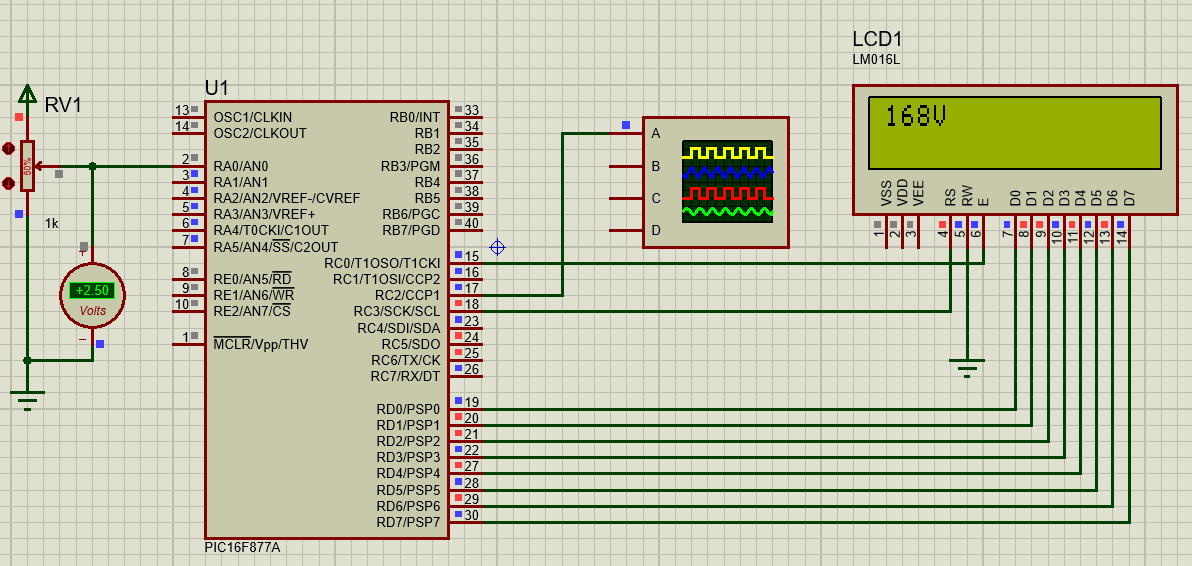 RV1
50%
1k
+2.50
Volts
U1
13 OSC1/CLKIN
14 OSC2/CLKOUT
2 RA0/AN0
3 RA1/AN1
4 RA2/AN2/VREF-/CVREF
5 RA3/AN3/VREF+
6 RA4/T0CKI/C1OUT
7 RA5/AN4/SS/C2OUT
8 RE0/AN5/RD
9 RE1/AN6/WR
10 RE2/AN7/CS
1 MCLR/Vpp/THV
RB0/INT 33
RB1 34
RB2 35
RB3/PGM 36
RB4 37
RB5 38
RB6/PGC 39
RB7/PGD 40
RC0/T1OSO/T1CKI 15
RC1/T1OSI/CCP2 16
RC2/CCP1 17
RC3/SCK/SCL 18
RC4/SDI/SDA 23
RC5/SDO 24
RC6/TX/CK 25
RC7/RX/DT 26
RD0/PSP0 19
RD1/PSP1 20
RD2/PSP2 21
RD3/PSP3 22
RD4/PSP4 27
RD5/PSP5 28
RD6/PSP6 29
RD7/PSP7 30
PIC16F877A
A
B
C
D
LCD1
LM016L
168V
VSS VDD VEE RS RW E D0 D1 D2 D3 D4 D5 D6 D7
1 2 3 4 5 6 7 8 9 10 11 12 13 14